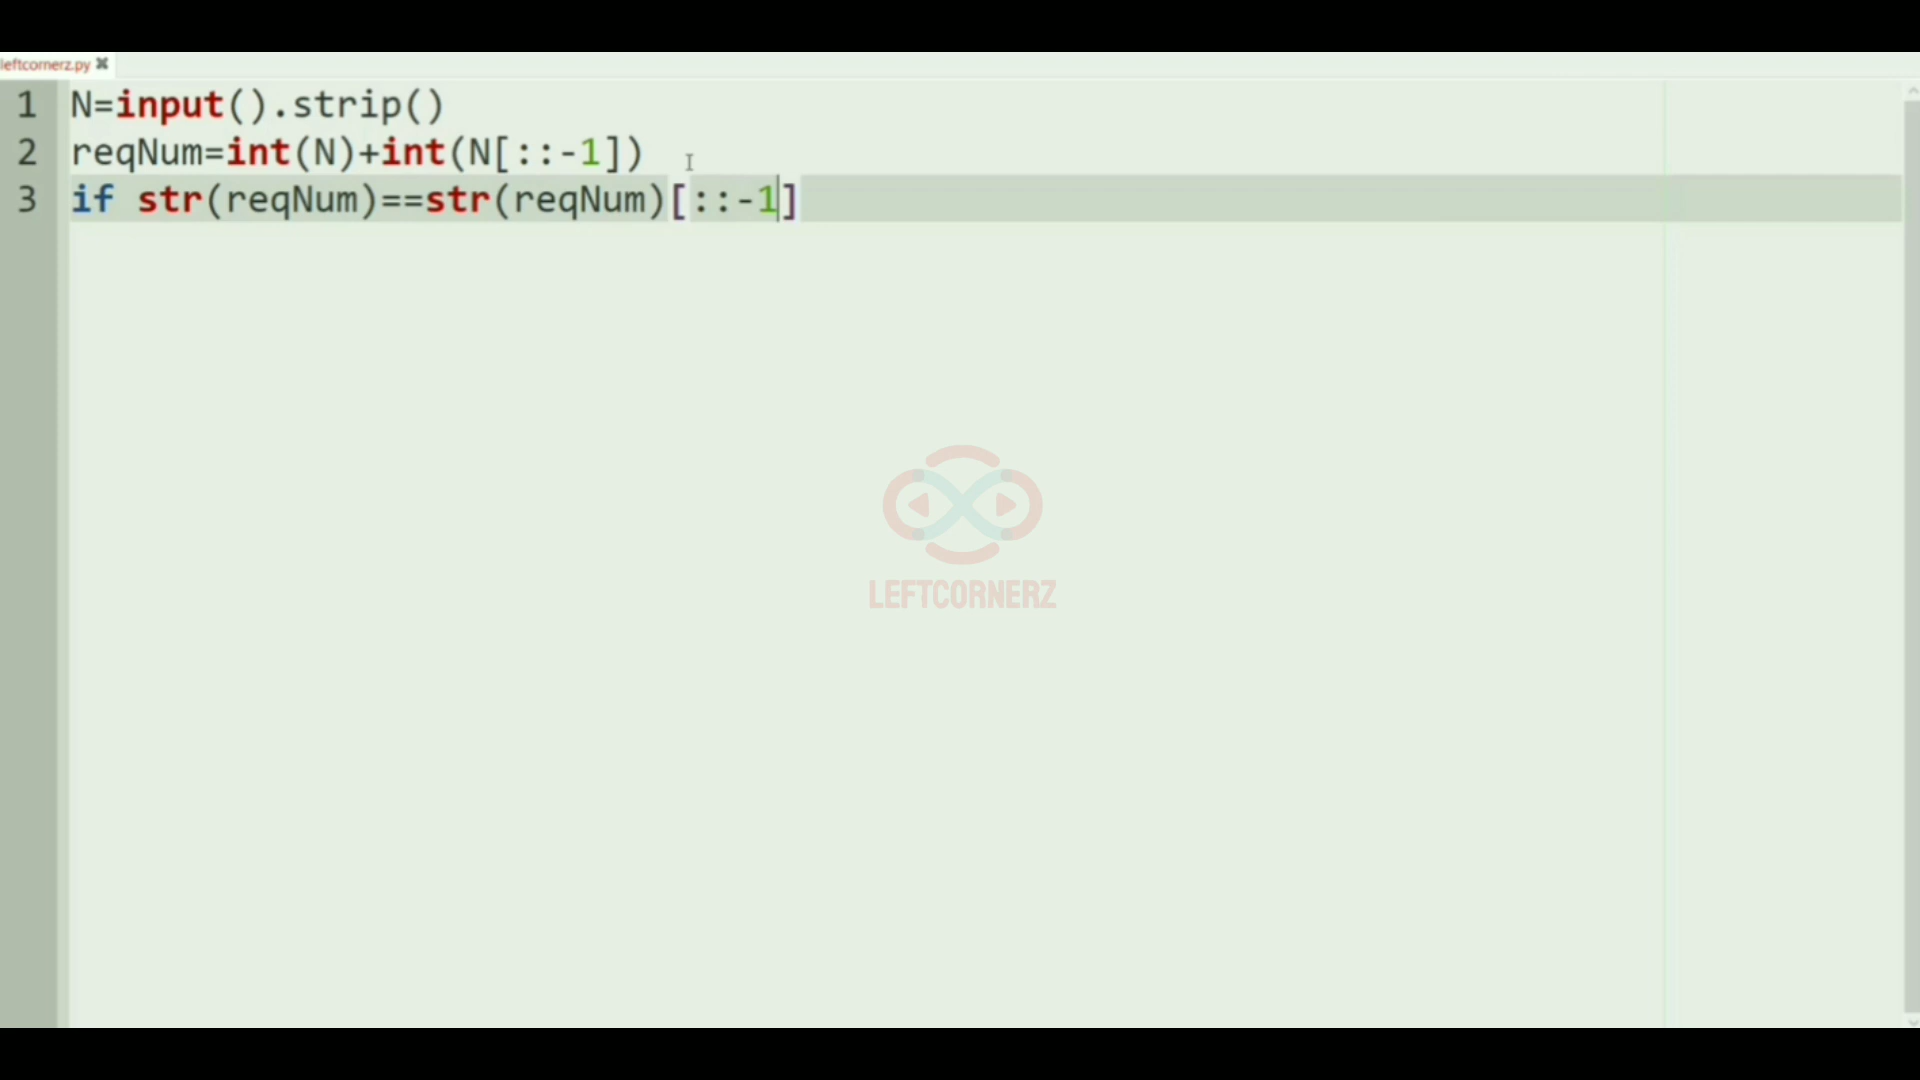 leftcornerz.py
1 N=input().strip()
2 reqNum=int(N)+int(N[::-1])
3 if str(reqNum)==str(reqNum)[::-1]
LEFTCORNERZ